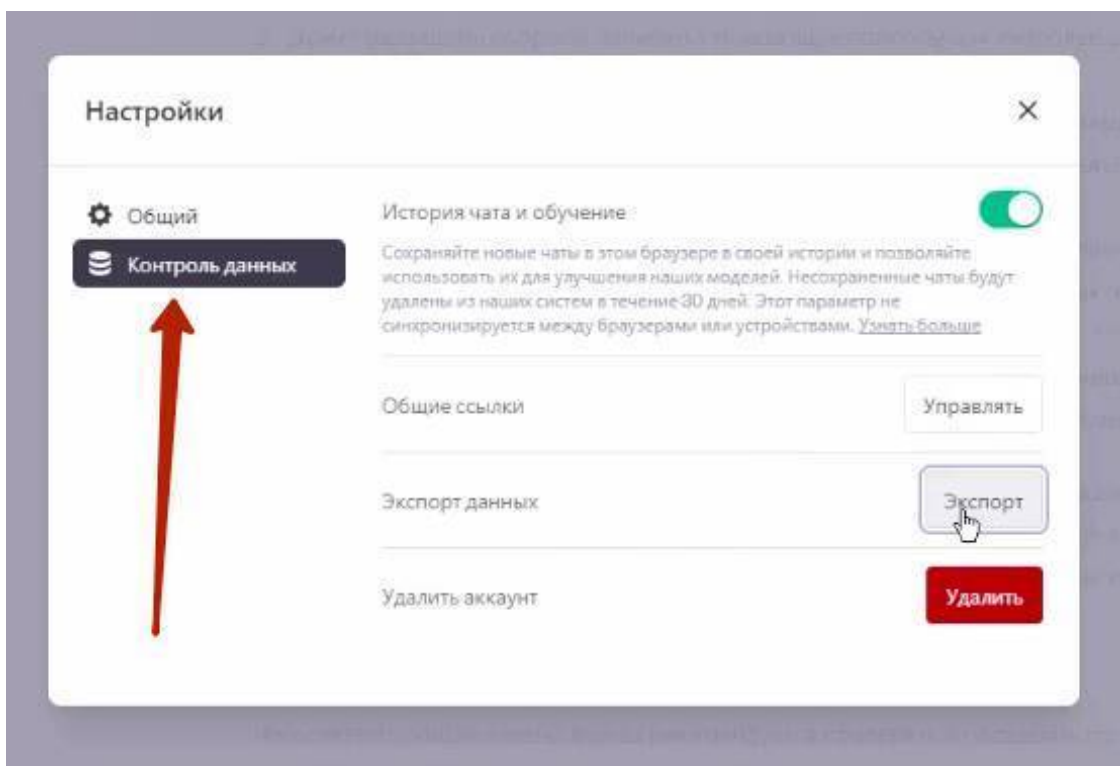 Настройки
Общий
Контроль данных
История чата и обучение
Сохраняйте новые чаты в этом браузере в своей истории и позволяйте
использовать их для улучшения наших моделей. Несохраненные чаты будут
удалены из наших систем в течение 30 дней. Этот параметр не
синхронизируется между браузерами или устройствами. Узнать больше
Общие ссылки
Управлять
Экспорт данных
Экспорт
Удалить аккаунт
Удалить